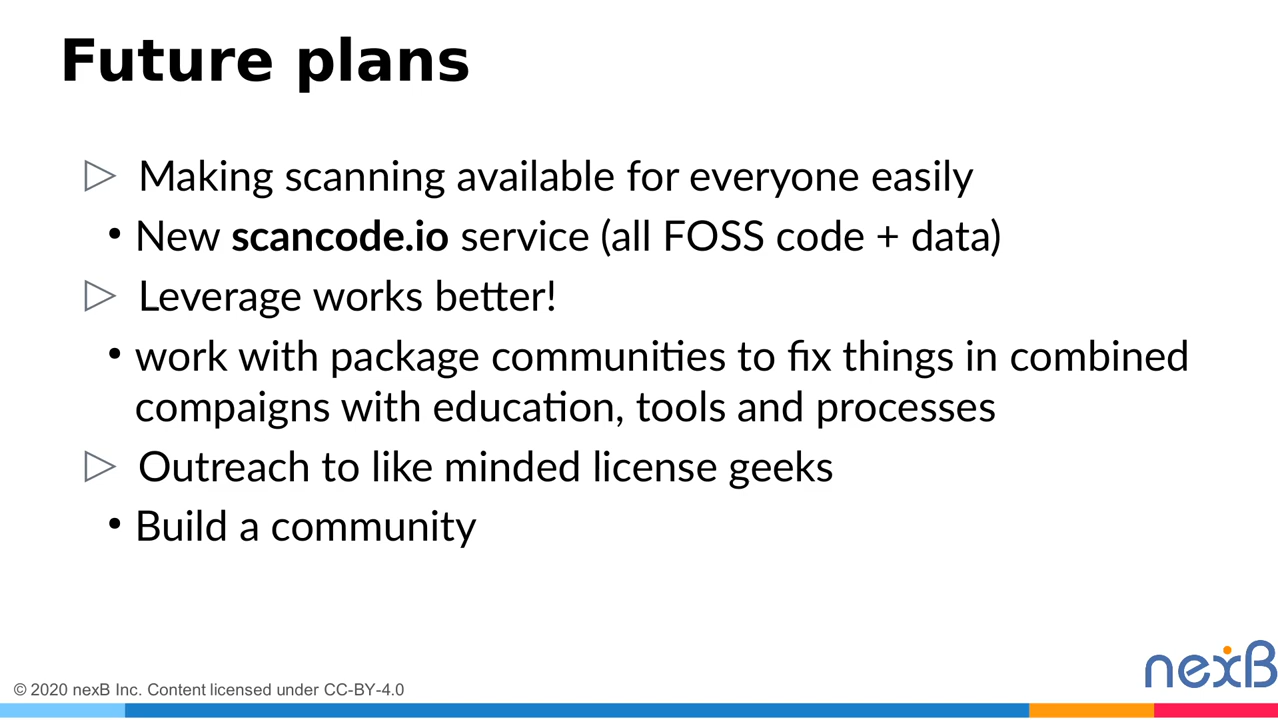 Future plans
▷ Making scanning available for everyone easily
• New scancode.io service (all FOSS code + data)
▷ Leverage works better!
• work with package communities to fix things in combined
compaigns with education, tools and processes
▷ Outreach to like minded license geeks
• Build a community
nexB
© 2020 nexB Inc. Content licensed under CC-BY-4.0